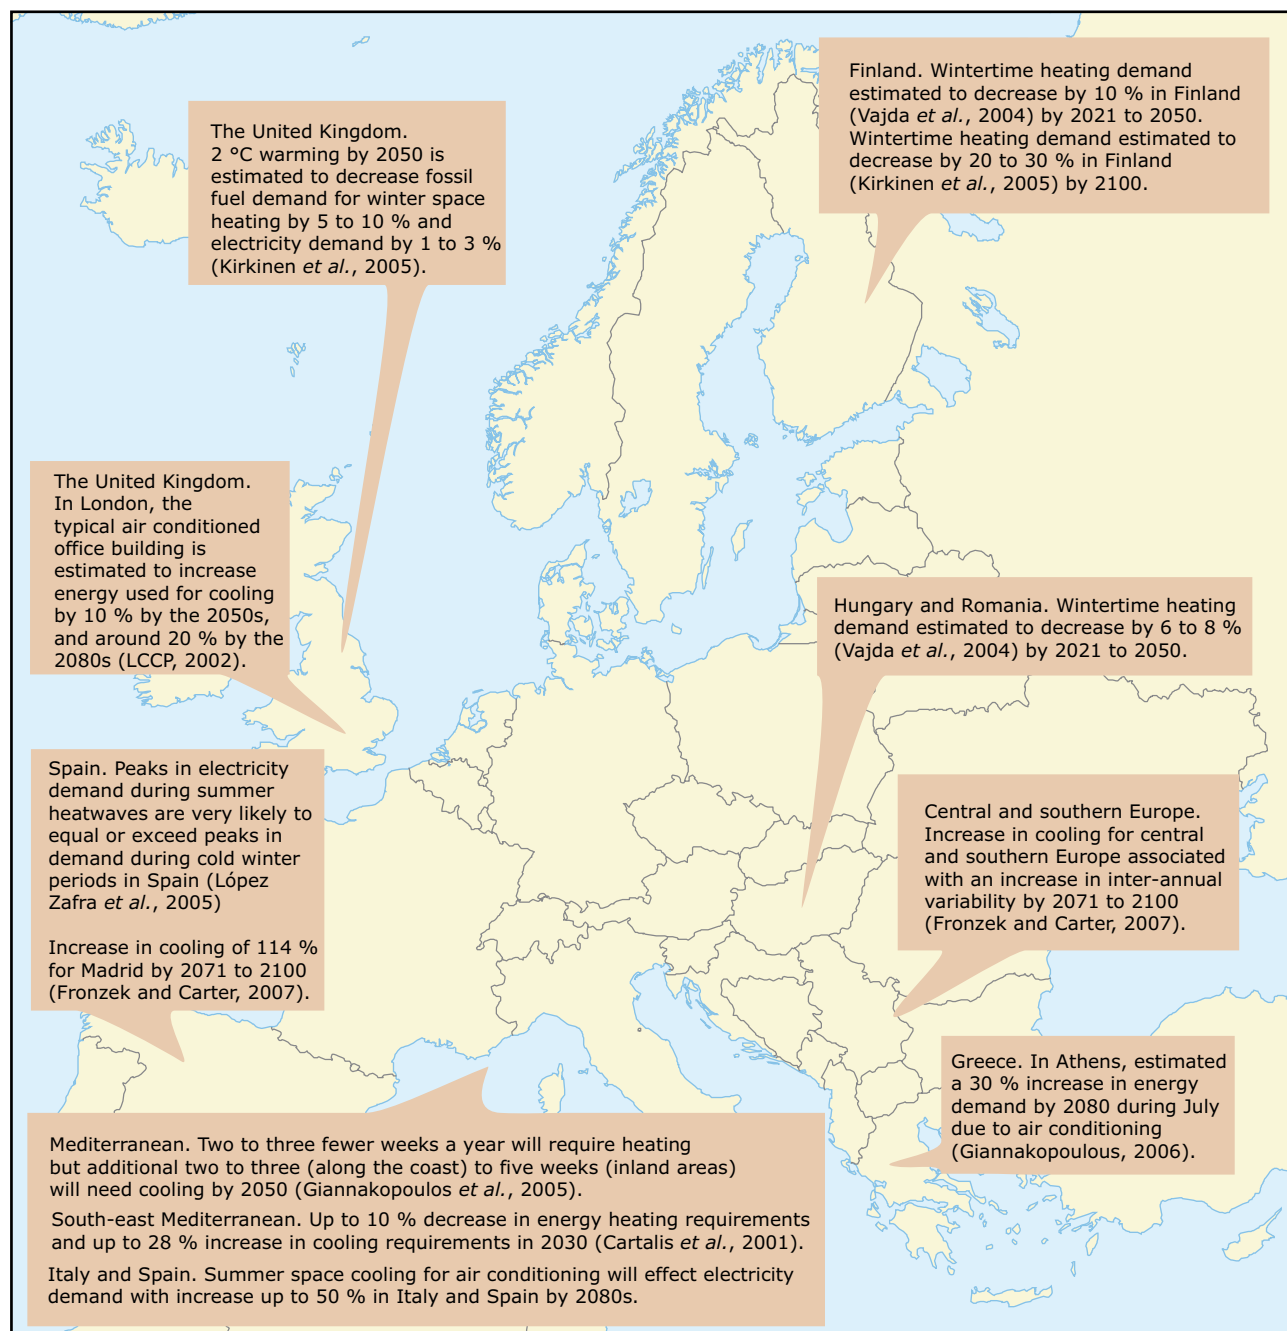 Finland. Wintertime heating demand
estimated to decrease by 10 % in Finland
(Vajda et al., 2004) by 2021 to 2050.
Wintertime heating demand estimated to
decrease by 20 to 30 % in Finland
(Kirkinen et al., 2005) by 2100.
The United Kingdom.
2 °C warming by 2050 is
estimated to decrease fossil
fuel demand for winter space
heating by 5 to 10 % and
electricity demand by 1 to 3 %
(Kirkinen et al., 2005).
The United Kingdom.
In London, the
typical air conditioned
office building is
estimated to increase
energy used for cooling
by 10 % by the 2050s,
and around 20 % by the
2080s (LCCP, 2002).
Hungary and Romania. Wintertime heating
demand estimated to decrease by 6 to 8 %
(Vajda et al., 2004) by 2021 to 2050.
Spain. Peaks in electricity
demand during summer
heatwaves are very likely to
equal or exceed peaks in
demand during cold winter
periods in Spain (López
Zafra et al., 2005)
Increase in cooling of 114 %
for Madrid by 2071 to 2100
(Fronzek and Carter, 2007).
Central and southern Europe.
Increase in cooling for central
and southern Europe associated
with an increase in inter-annual
variability by 2071 to 2100
(Fronzek and Carter, 2007).
Greece. In Athens, estimated
a 30 % increase in energy
demand by 2080 during July
due to air conditioning
(Giannakopoulous, 2006).
Mediterranean. Two to three fewer weeks a year will require heating
but additional two to three (along the coast) to five weeks (inland areas)
will need cooling by 2050 (Giannakopoulos et al., 2005).
South-east Mediterranean. Up to 10 % decrease in energy heating requirements
and up to 28 % increase in cooling requirements in 2030 (Cartalis et al., 2001).
Italy and Spain. Summer space cooling for air conditioning will effect electricity
demand with increase up to 50 % in Italy and Spain by 2080s.